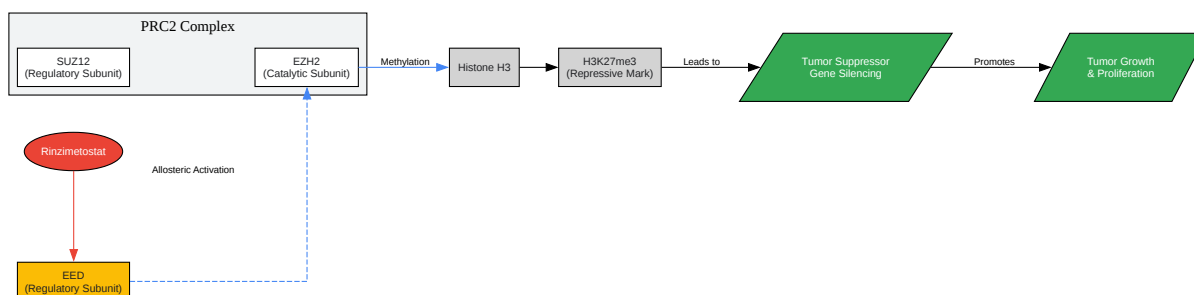 PRC2 Complex
SUZ12
(Regulatory Subunit)
EZH2
(Catalytic Subunit)
Methylation
Histone H3
H3K27me3
(Repressive Mark)
Leads to
Tumor Suppressor
Gene Silencing
Promotes
Tumor Growth
& Proliferation
Rinzimetostat
Allosteric Activation
EED
(Regulatory Subunit)